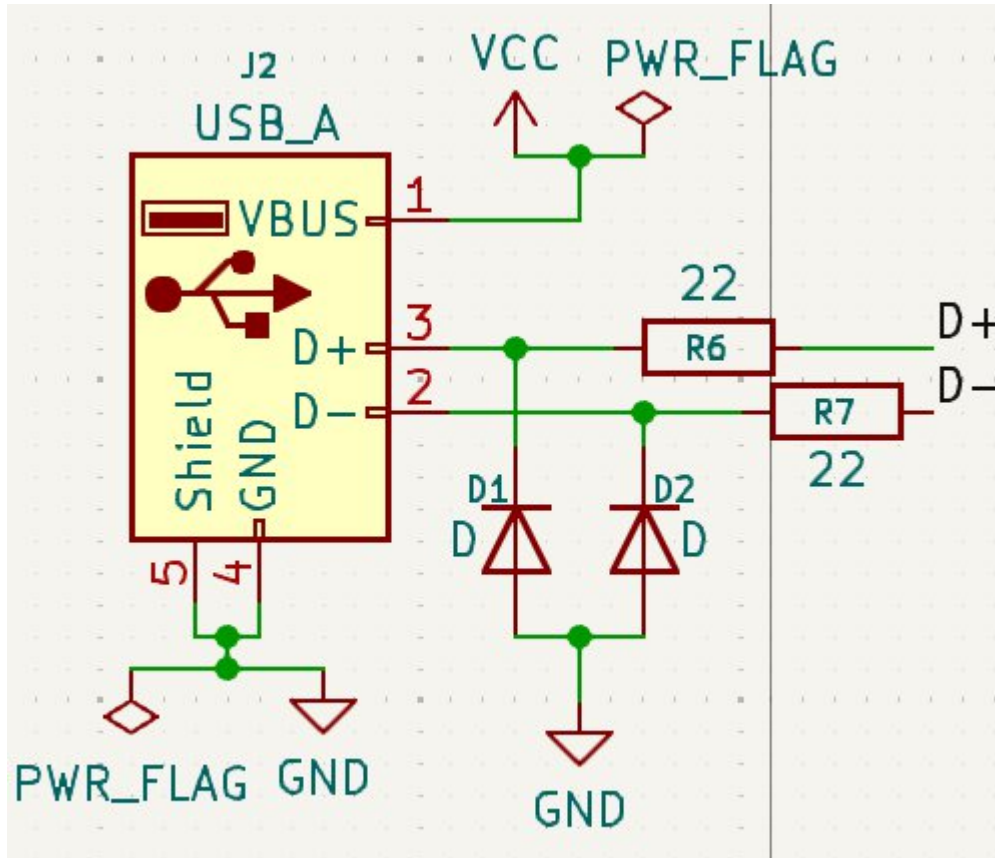 J2
USB_A
VCC
PWR_FLAG
VBUS
1
D+
3
D-
2
Shield
GND
5
4
22
R6
D+
R7
D-
22
D1
D
D2
D
PWR_FLAG
GND
GND